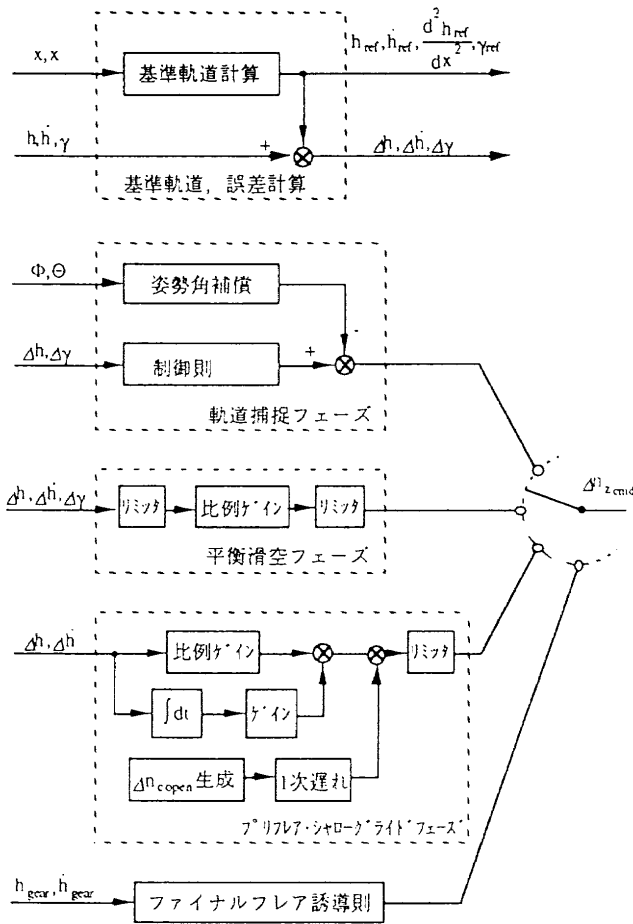 h_ref, ḣ_ref, d²h_ref/dx², γ_ref
x, x
基準軌道計算
h, ḣ, γ
+
Δh, Δḣ, Δγ
基準軌道，誤差計算
Φ, Θ
姿勢角補償
-
Δh, Δγ
制御則
+
軌道捕捉フェーズ
Δh, Δḣ, Δγ
リミッタ
比例ゲイン
リミッタ
平衡滑空フェーズ
Δn_zcmd
Δh, Δḣ
比例ゲイン
リミッタ
∫dt
ゲイン
Δn_copen 生成
1次遅れ
プリフレア・シャローグライドフェーズ
h_gear, ḣ_gear
ファイナルフレア誘導則